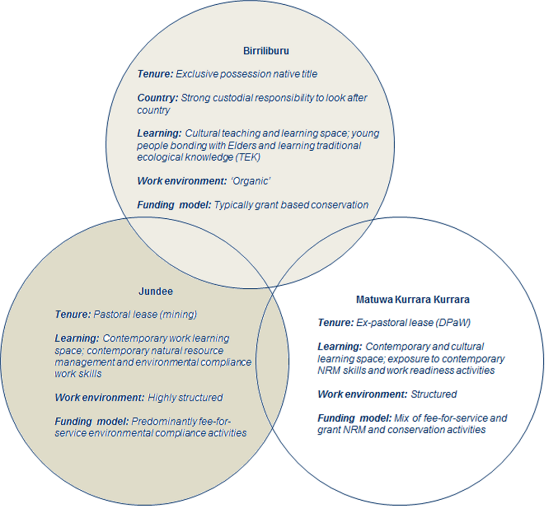 Birriliburu
Tenure: Exclusive possession native title
Country: Strong custodial responsibility to look after
country
Learning: Cultural teaching and learning space; young
people bonding with Elders and learning traditional
ecological knowledge (TEK)
Work environment: ‘Organic’
Funding model: Typically grant based conservation
Jundee
Tenure: Pastoral lease (mining)
Learning: Contemporary work learning
space; contemporary natural resource
management and environmental compliance
work skills
Work environment: Highly structured
Funding model: Predominantly fee-for-
service environmental compliance activities
Matuwa Kurrara Kurrara
Tenure: Ex-pastoral lease (DPaW)
Learning: Contemporary and cultural
learning space; exposure to contemporary
NRM skills and work readiness activities
Work environment: Structured
Funding model: Mix of fee-for-service and
grant NRM and conservation activities